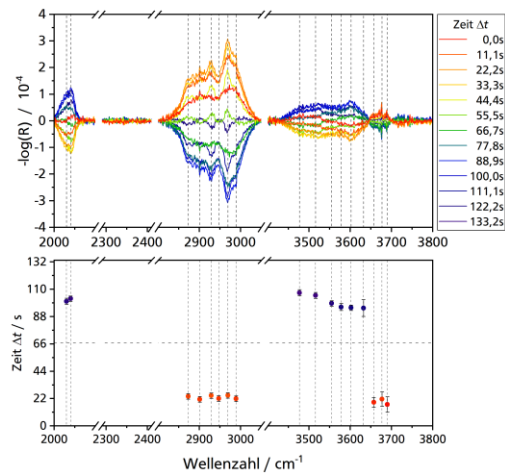 -log(R) / 10⁻⁴
4
3
2
1
0
-1
-2
-3
-4
2000
2300
2900
3000
3500
3600
3700
3800
Zeit Δt
0,0s
11,1s
22,2s
33,3s
44,4s
55,5s
66,7s
77,8s
88,9s
100,0s
111,1s
122,2s
133,2s
Zeit Δt / s
132
110
88
66
44
22
0
2000
2300
2900
3000
3500
3600
3700
3800
Wellenzahl / cm⁻¹